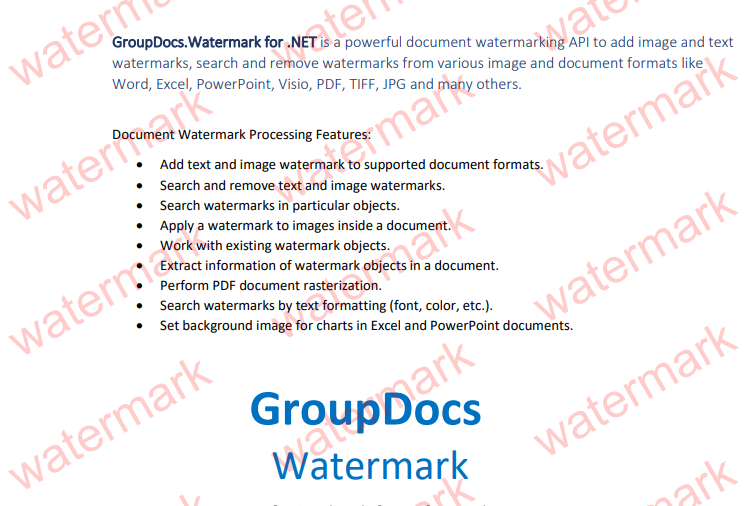 GroupDocs.Watermark for .NET is a powerful document watermarking API to add image and text
watermarks, search and remove watermarks from various image and document formats like
Word, Excel, PowerPoint, Visio, PDF, TIFF, JPG and many others.
Document Watermark Processing Features:
• Add text and image watermark to supported document formats.
• Search and remove text and image watermarks.
• Search watermarks in particular objects.
• Apply a watermark to images inside a document.
• Work with existing watermark objects.
• Extract information of watermark objects in a document.
• Perform PDF document rasterization.
• Search watermarks by text formatting (font, color, etc.).
• Set background image for charts in Excel and PowerPoint documents.
GroupDocs
Watermark
watermark
watermark
watermark
watermark
watermark
watermark
watermark
watermark
watermark
watermark
watermark
watermark